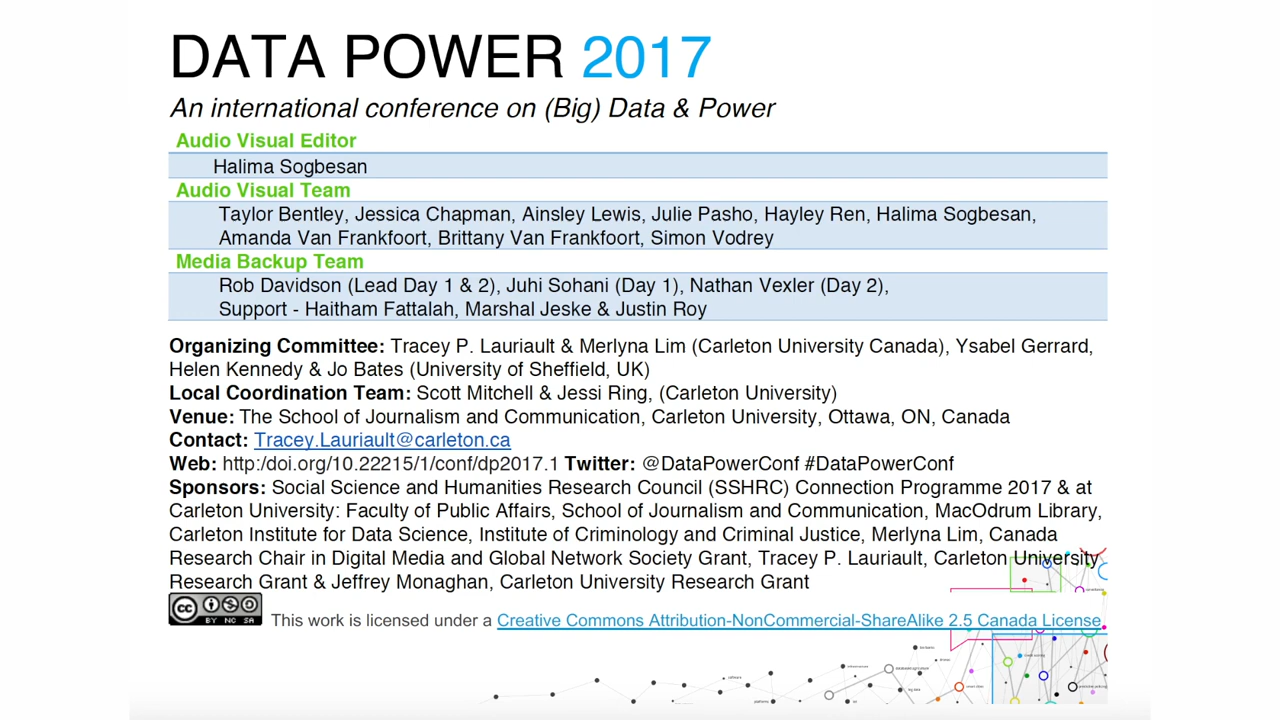 DATA POWER 2017
An international conference on (Big) Data & Power
Audio Visual Editor
Halima Sogbesan
Audio Visual Team
Taylor Bentley, Jessica Chapman, Ainsley Lewis, Julie Pasho, Hayley Ren, Halima Sogbesan,
Amanda Van Frankfoort, Brittany Van Frankfoort, Simon Vodrey
Media Backup Team
Rob Davidson (Lead Day 1 & 2), Juhi Sohani (Day 1), Nathan Vexler (Day 2),
Support - Haitham Fattalah, Marshal Jeske & Justin Roy
Organizing Committee: Tracey P. Lauriault & Merlyna Lim (Carleton University Canada), Ysabel Gerrard,
Helen Kennedy & Jo Bates (University of Sheffield, UK)
Local Coordination Team: Scott Mitchell & Jessi Ring, (Carleton University)
Venue: The School of Journalism and Communication, Carleton University, Ottawa, ON, Canada
Contact: Tracey.Lauriault@carleton.ca
Web: http:/doi.org/10.22215/1/conf/dp2017.1 Twitter: @DataPowerConf #DataPowerConf
Sponsors: Social Science and Humanities Research Council (SSHRC) Connection Programme 2017 & at
Carleton University: Faculty of Public Affairs, School of Journalism and Communication, MacOdrum Library,
Carleton Institute for Data Science, Institute of Criminology and Criminal Justice, Merlyna Lim, Canada
Research Chair in Digital Media and Global Network Society Grant, Tracey P. Lauriault, Carleton University
Research Grant & Jeffrey Monaghan, Carleton University Research Grant
cc BY NC SA
This work is licensed under a Creative Commons Attribution-NonCommercial-ShareAlike 2.5 Canada License